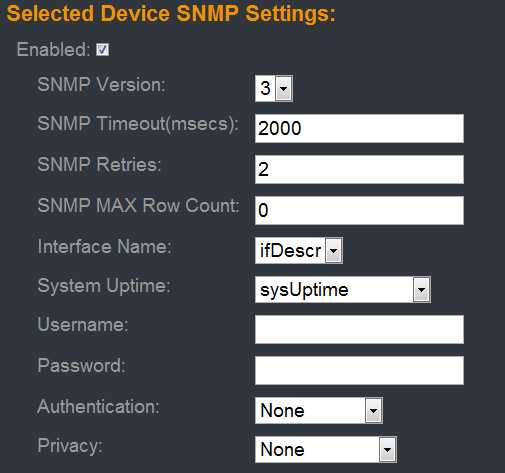 Selected Device SNMP Settings:
Enabled:
SNMP Version: 3
SNMP Timeout(msecs): 2000
SNMP Retries: 2
SNMP MAX Row Count: 0
Interface Name: ifDescr
System Uptime: sysUptime
Username:
Password:
Authentication: None
Privacy: None